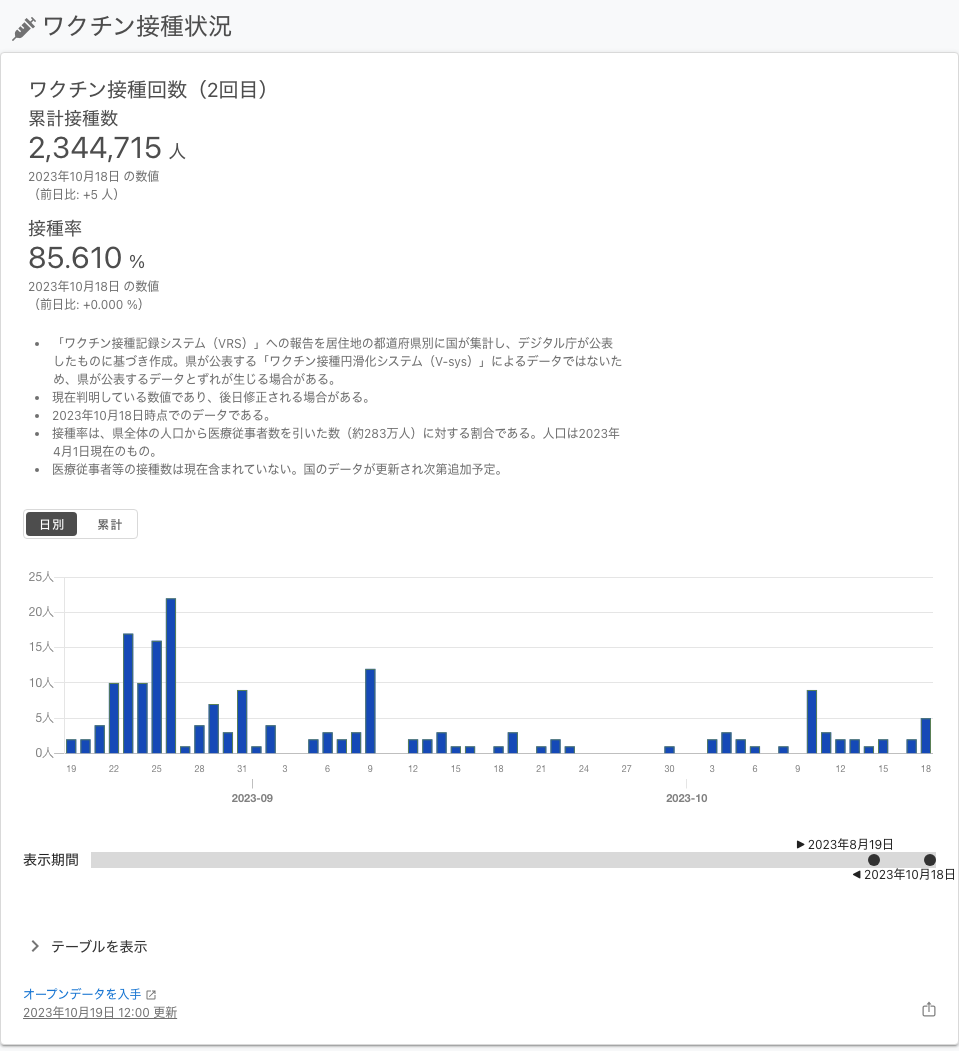 ワクチン接種状況
ワクチン接種回数（2回目）
累計接種数
2,344,715 人
2023年10月18日 の数値
（前日比: +5 人）
接種率
85.610 %
2023年10月18日 の数値
（前日比: +0.000 %）
• 「ワクチン接種記録システム（VRS）」への報告を居住地の都道府県別に国が集計し、デジタル庁が公表
したものに基づき作成。県が公表する「ワクチン接種円滑化システム（V-sys）」によるデータではないた
め、県が公表するデータとずれが生じる場合がある。
• 現在判明している数値であり、後日修正される場合がある。
• 2023年10月18日時点でのデータである。
• 接種率は、県全体の人口から医療従事者数を引いた数（約283万人）に対する割合である。人口は2023年
4月1日現在のもの。
• 医療従事者等の接種数は現在含まれていない。国のデータが更新され次第追加予定。
日別 累計
25人
20人
15人
10人
5人
0人
19 22 25 28 31 3 6 9 12 15 18 21 24 27 30 3 6 9 12 15 18
2023-09 2023-10
▶ 2023年8月19日
表示期間
◀ 2023年10月18日
テーブルを表示
オープンデータを入手
2023年10月19日 12:00 更新